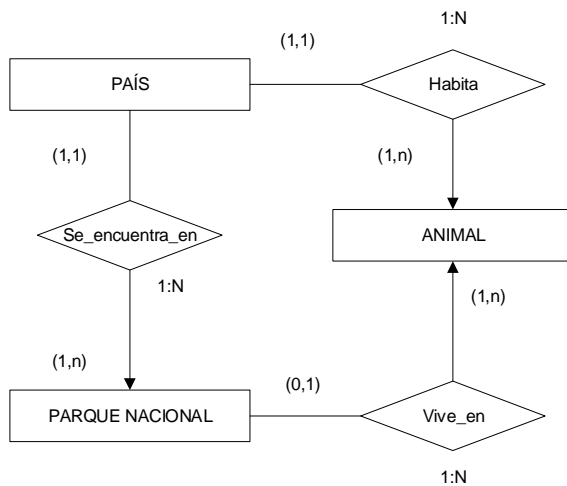 1:N
(1,1)
PAÍS
Habita
(1,1)
(1,n)
Se_encuentra_en
ANIMAL
1:N
(1,n)
(1,n)
(0,1)
PARQUE NACIONAL
Vive_en
1:N